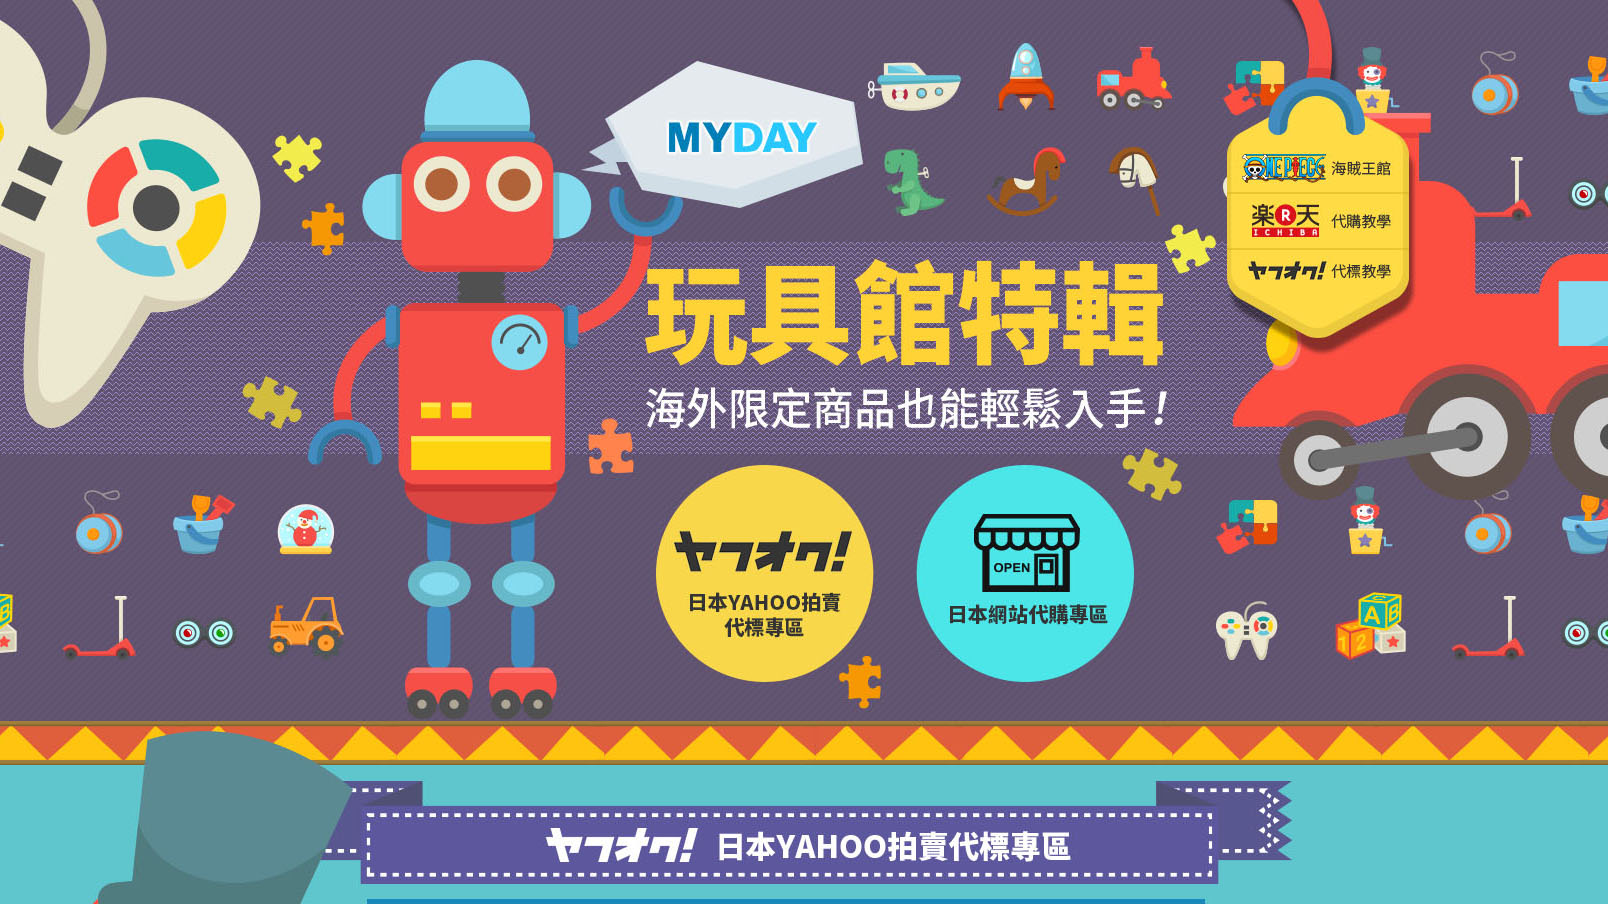 MYDAY
玩具館特輯
海外限定商品也能輕鬆入手!
ONE PIECE 海賊王館
楽R天 ICHIBA 代購教學
ヤフオク! 代標教學
ヤフオク!
日本YAHOO拍賣
代標專區
OPEN
日本網站代購專區
A
B
1 2
B
ヤフオク! 日本YAHOO拍賣代標專區